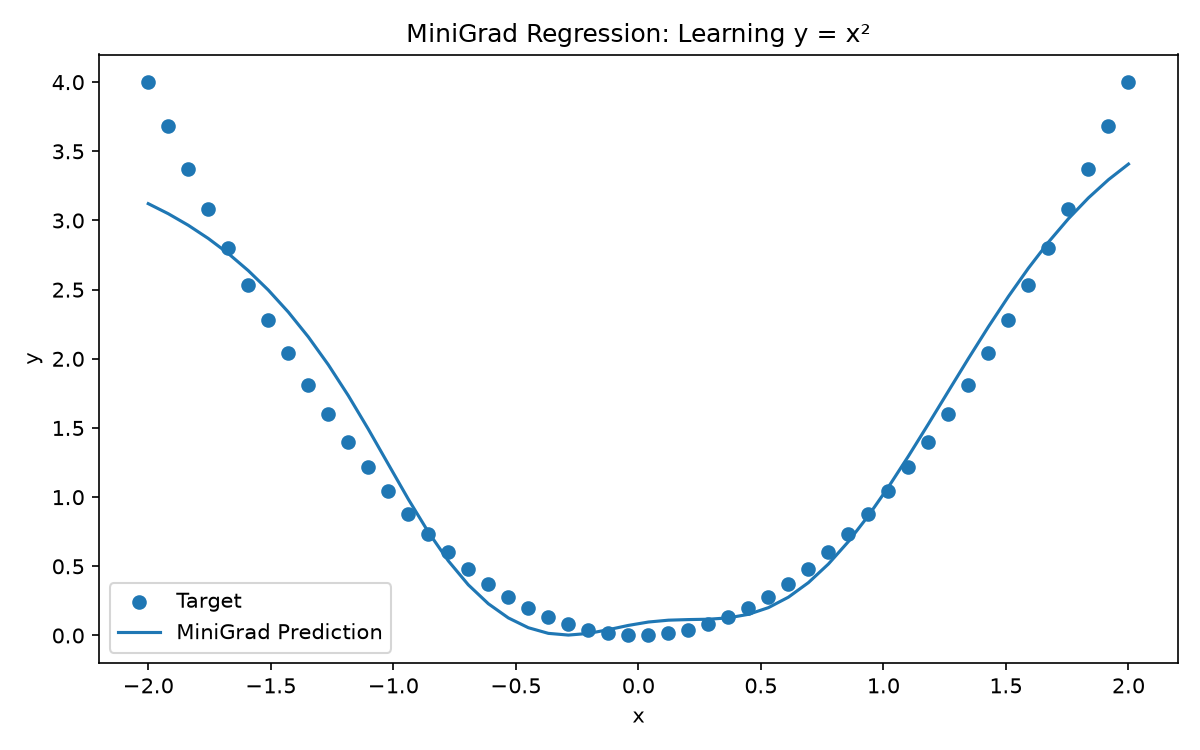 MiniGrad Regression: Learning y = x²
4.0
3.5
3.0
2.5
2.0
1.5
1.0
0.5
0.0
y
Target
MiniGrad Prediction
−2.0 −1.5 −1.0 −0.5 0.0 0.5 1.0 1.5 2.0
x